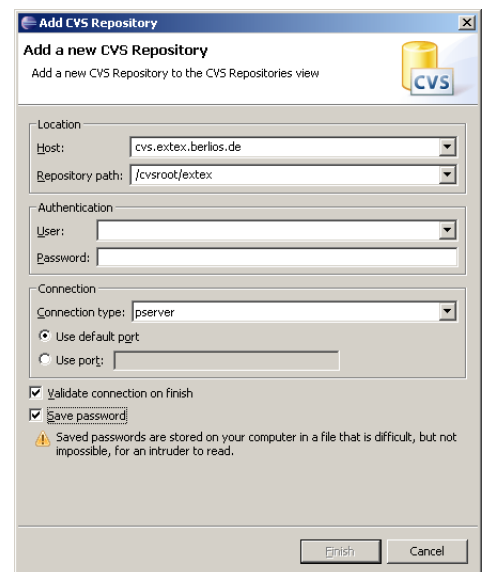 Add CVS Repository
Add a new CVS Repository
Add a new CVS Repository to the CVS Repositories view
CVS
Location
Host: cvs.extex.berlios.de
Repository path: /cvsroot/extex
Authentication
User:
Password:
Connection
Connection type: pserver
Use default port
Use port:
Validate connection on finish
Save password
Saved passwords are stored on your computer in a file that is difficult, but not
impossible, for an intruder to read.
Finish Cancel